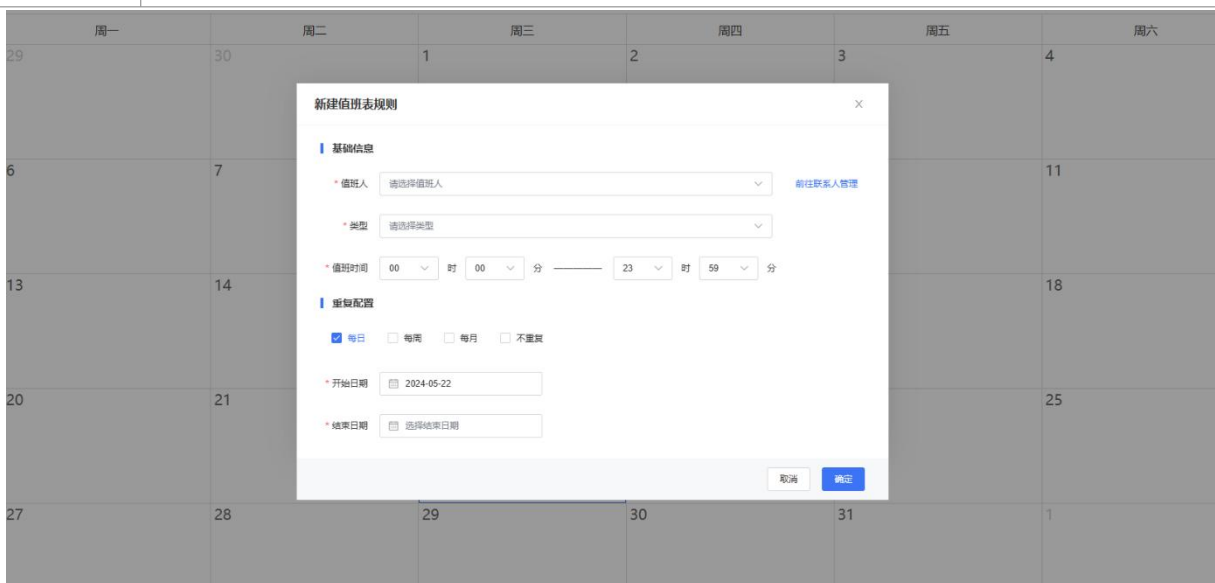 周一 周二 周三 周四 周五 周六
29 30 1 2 3 4
新建值班表规则
基础信息
6 7 11
* 值班人 请选择值班人 前往联系人管理
* 类型 请选择类型
* 值班时间 00 时 00 分 23 时 59 分
13 14 18
重复配置
每日 每周 每月 不重复
* 开始日期 2024-05-22
20 21 25
* 结束日期 选择结束日期
取消 确定
27 28 29 30 31 1